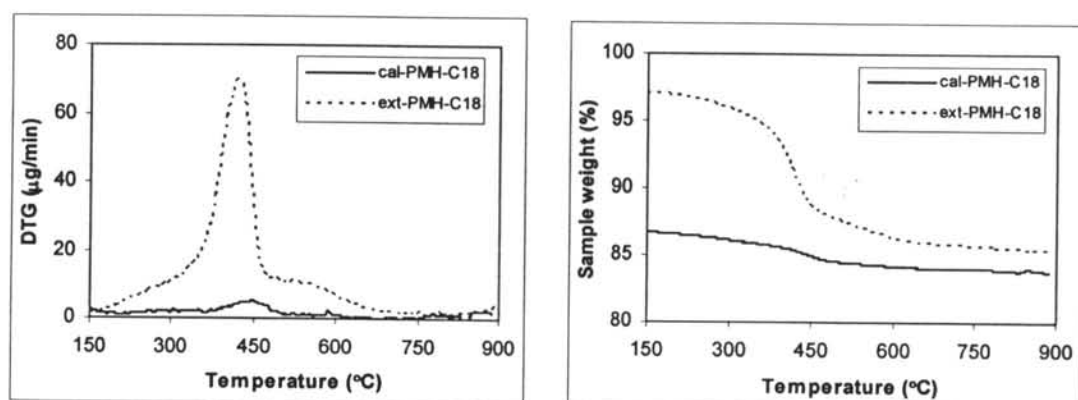 80
60
40
20
0
DTG (µg/min)
cal-PMH-C18
ext-PMH-C18
150 300 450 600 750 900
Temperature (°C)
100
95
90
85
80
Sample weight (%)
cal-PMH-C18
ext-PMH-C18
150 300 450 600 750 900
Temperature (°C)